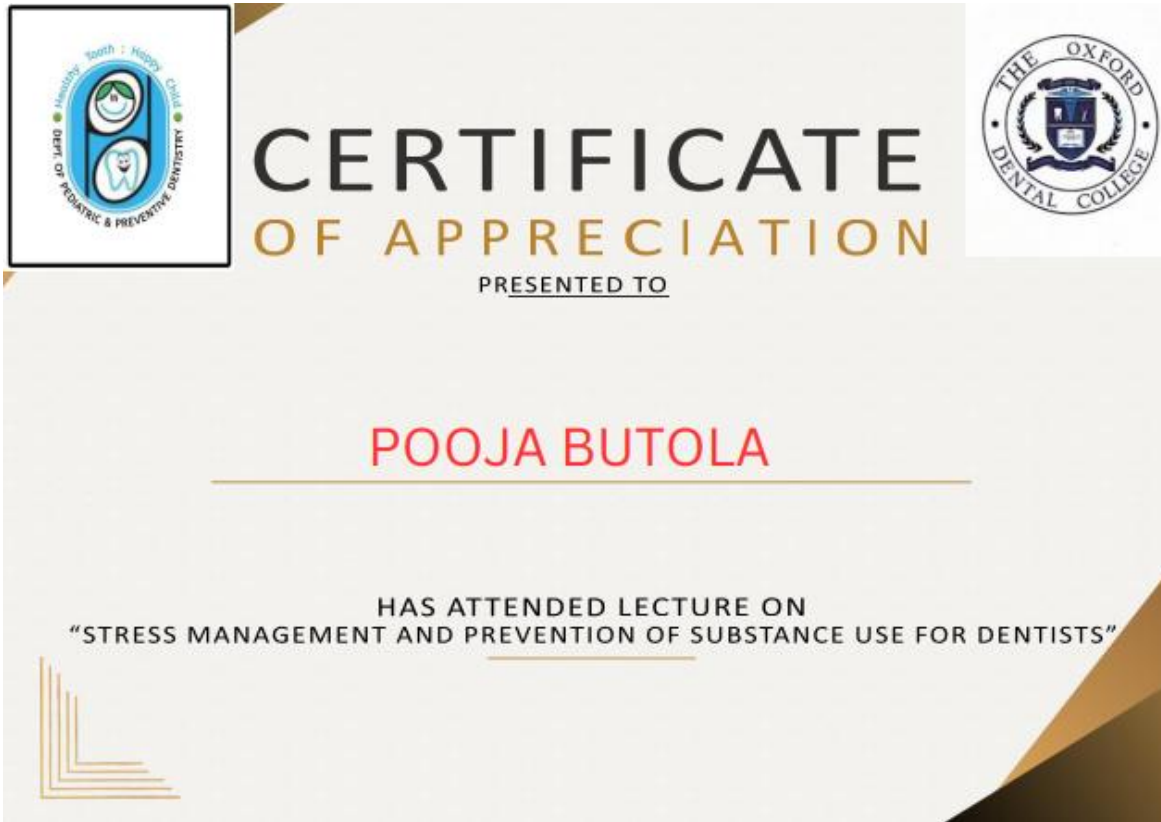 Healthy Tooth : Happy Child
DEPT. OF PEDIATRIC & PREVENTIVE DENTISTRY
THE OXFORD
DENTAL COLLEGE
CERTIFICATE
OF APPRECIATION
PRESENTED TO
POOJA BUTOLA
HAS ATTENDED LECTURE ON
“STRESS MANAGEMENT AND PREVENTION OF SUBSTANCE USE FOR DENTISTS”